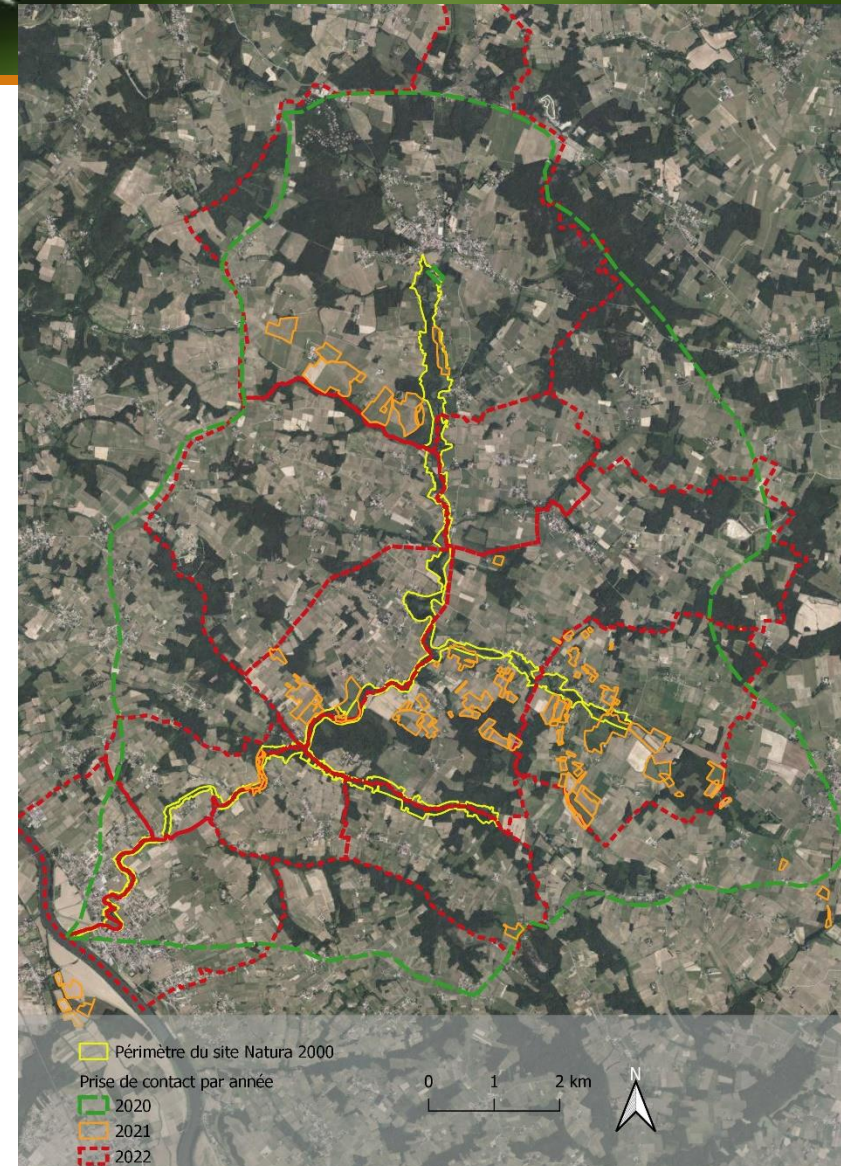 Périmètre du site Natura 2000
Prise de contact par année
2020
2021
2022
0 1 2 km
N